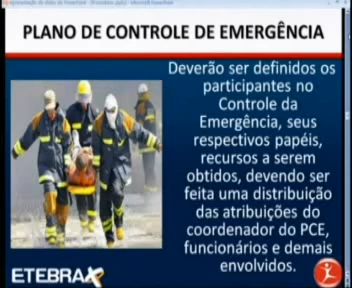 PLANO DE CONTROLE DE EMERGÊNCIA
Deverão ser definidos os
participantes no
Controle da
Emergência, seus
respectivos papéis,
recursos a serem
obtidos, devendo ser
feita uma distribuição
das atribuições do
coordenador do PCE,
funcionários e demais
envolvidos.
ETEBRAX